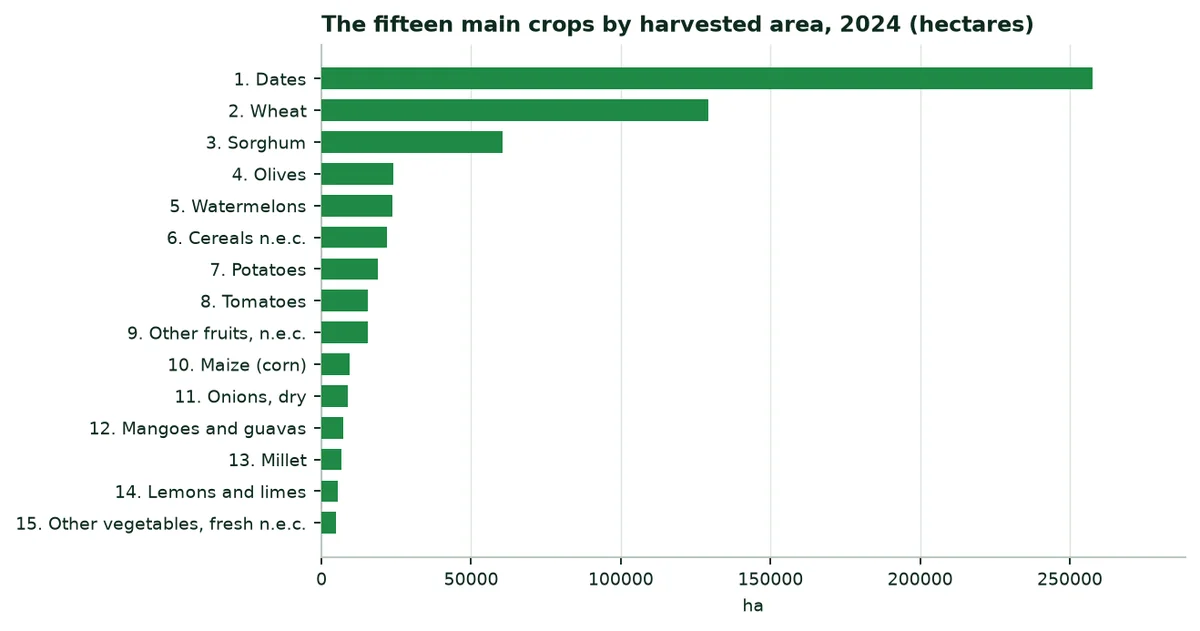 The fifteen main crops by harvested area, 2024 (hectares)
1. Dates
2. Wheat
3. Sorghum
4. Olives
5. Watermelons
6. Cereals n.e.c.
7. Potatoes
8. Tomatoes
9. Other fruits, n.e.c.
10. Maize (corn)
11. Onions, dry
12. Mangoes and guavas
13. Millet
14. Lemons and limes
15. Other vegetables, fresh n.e.c.
0 50000 100000 150000 200000 250000
ha